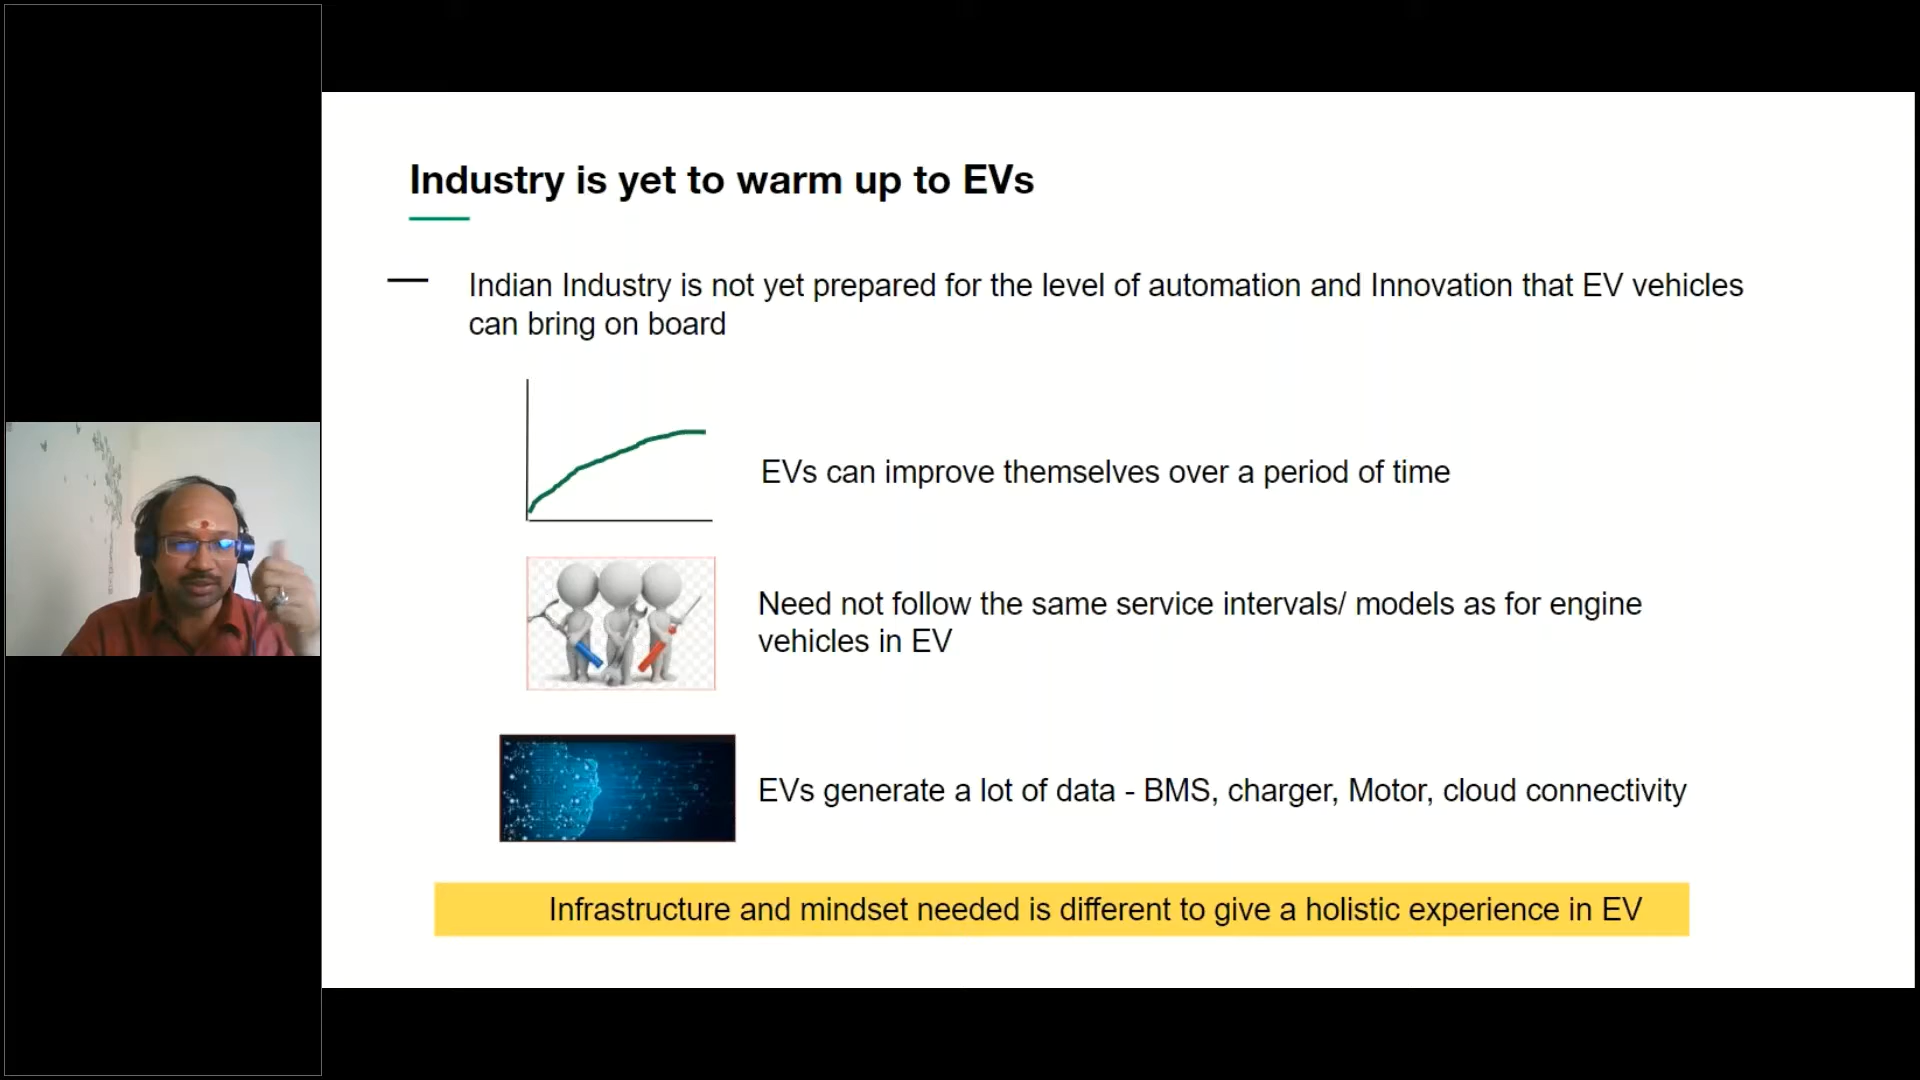 Industry is yet to warm up to EVs
Indian Industry is not yet prepared for the level of automation and Innovation that EV vehicles
can bring on board
EVs can improve themselves over a period of time
Need not follow the same service intervals/ models as for engine
vehicles in EV
EVs generate a lot of data - BMS, charger, Motor, cloud connectivity
Infrastructure and mindset needed is different to give a holistic experience in EV